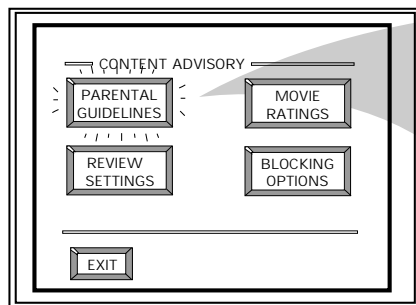 CONTENT ADVISORY
PARENTAL
GUIDELINES
MOVIE
RATINGS
REVIEW
SETTINGS
BLOCKING
OPTIONS
EXIT